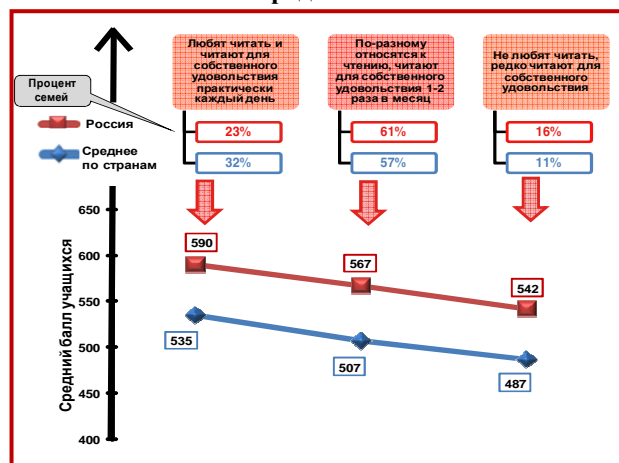 Любят читать и
читают для
собственного
удовольствия
практически
каждый день
По-разному
относятся к
чтению, читают
для собственного
удовольствия 1-2
раза в месяц
Не любят читать,
редко читают для
собственного
удовольствия
Процент
семей
Россия
23%
61%
16%
Среднее
по странам
32%
57%
11%
Средний балл учащихся
650
600
550
500
450
400
590
567
542
535
507
487